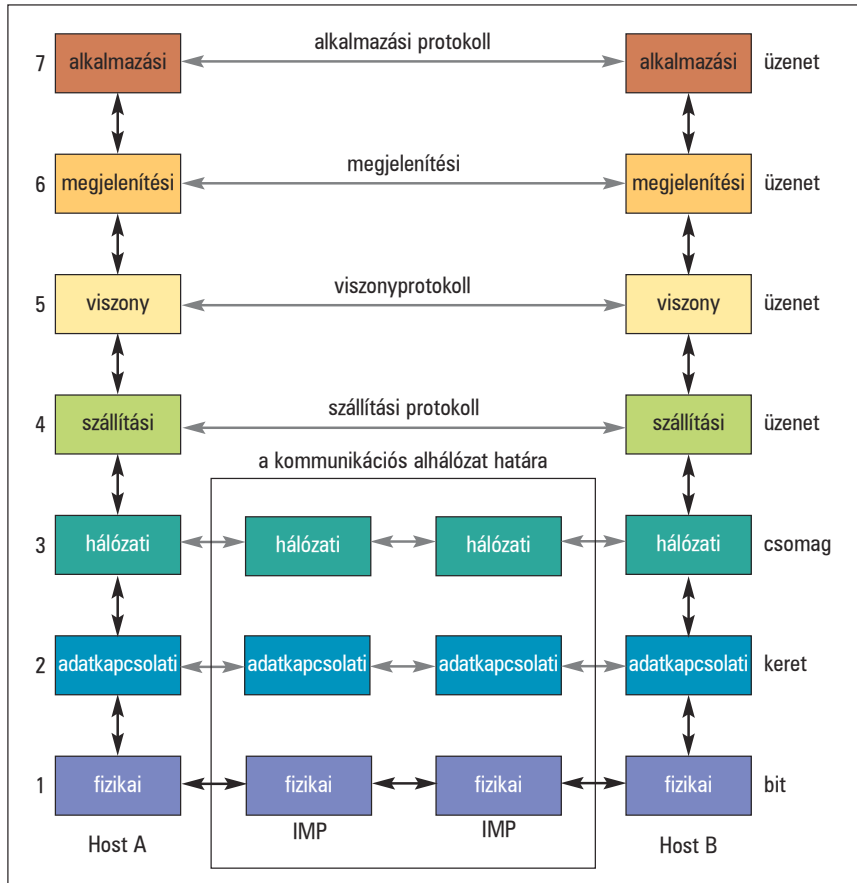 alkalmazási protokoll
7 alkalmazási alkalmazási üzenet
megjelenítési
6 megjelenítési megjelenítési üzenet
viszonyprotokoll
5 viszony viszony üzenet
szállítási protokoll
4 szállítási szállítási üzenet
a kommunikációs alhálózat határa
3 hálózati hálózati hálózati hálózati csomag
2 adatkapcsolati adatkapcsolati adatkapcsolati adatkapcsolati keret
1 fizikai fizikai fizikai fizikai bit
Host A IMP IMP Host B